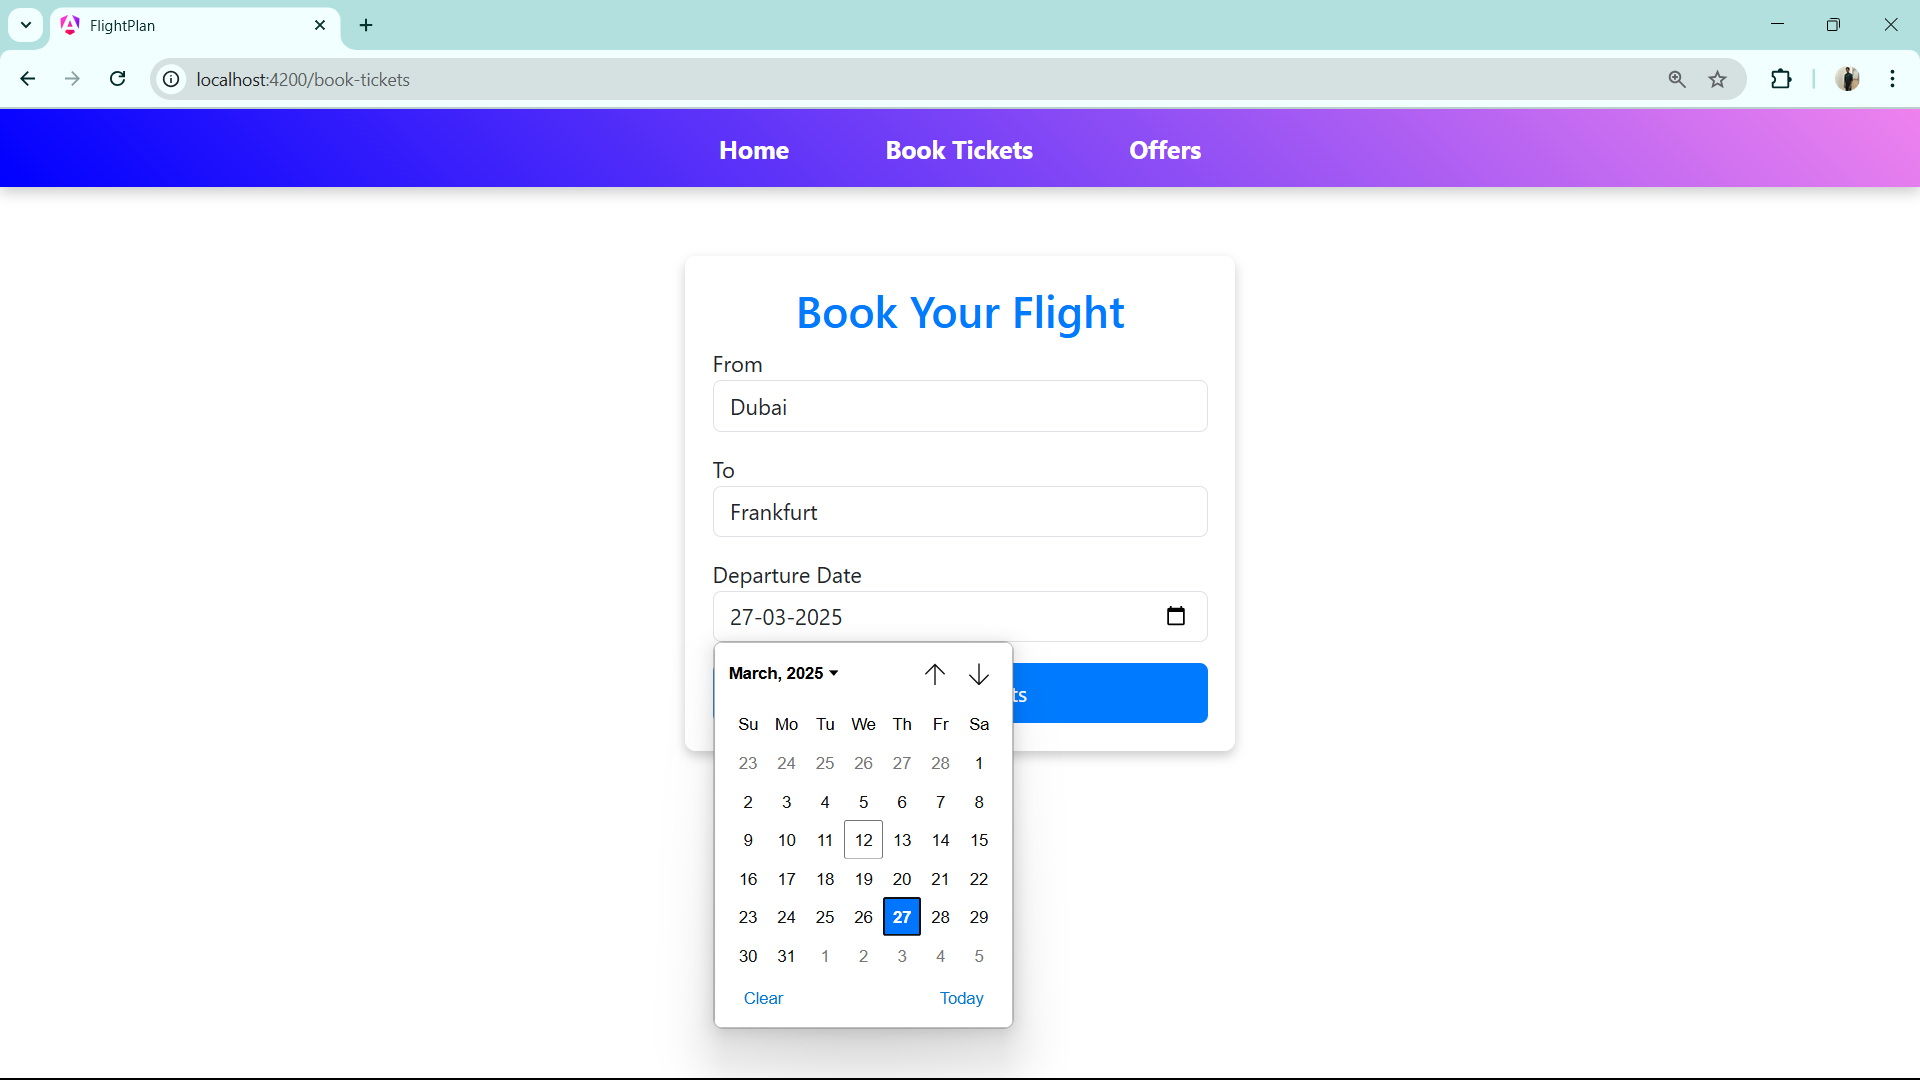 FlightPlan
localhost:4200/book-tickets
Home Book Tickets Offers
Book Your Flight
From
Dubai
To
Frankfurt
Departure Date
27-03-2025
ts
March, 2025
Su Mo Tu We Th Fr Sa
23 24 25 26 27 28 1
2 3 4 5 6 7 8
9 10 11 12 13 14 15
16 17 18 19 20 21 22
23 24 25 26 27 28 29
30 31 1 2 3 4 5
Clear Today